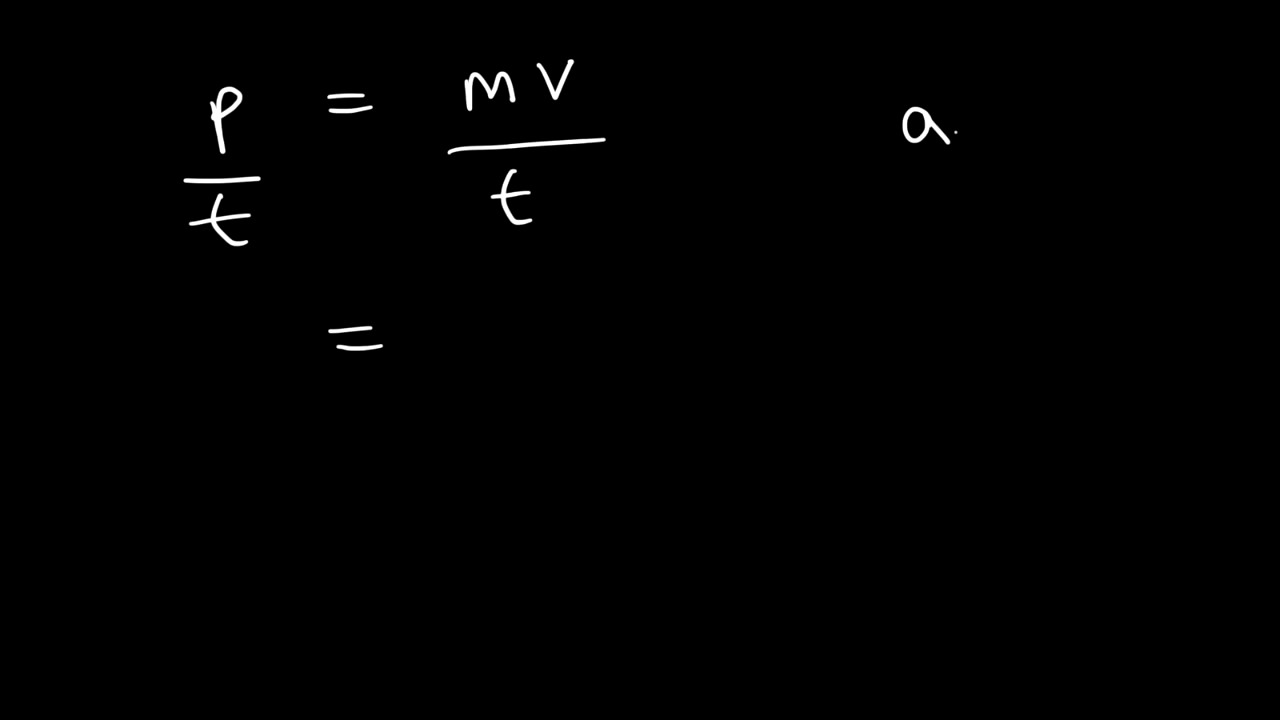 p = mv a
t t
=